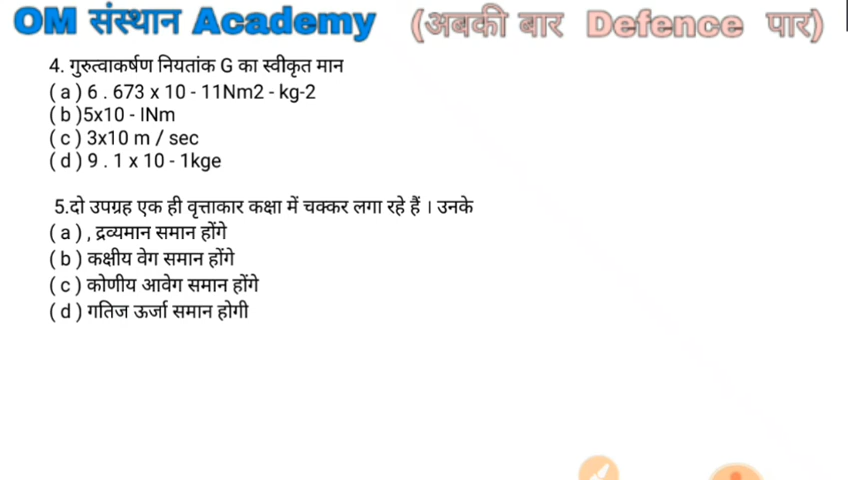 OM संस्थान Academy (अबकी बार Defence पार)
4. गुरुत्वाकर्षण नियतांक G का स्वीकृत मान
( a ) 6 . 673 x 10 - 11Nm2 - kg-2
( b )5x10 - INm
( c ) 3x10 m / sec
( d ) 9 . 1 x 10 - 1kge
5.दो उपग्रह एक ही वृत्ताकार कक्षा में चक्कर लगा रहे हैं । उनके
( a ) , द्रव्यमान समान होंगे
( b ) कक्षीय वेग समान होंगे
( c ) कोणीय आवेग समान होंगे
( d ) गतिज ऊर्जा समान होगी